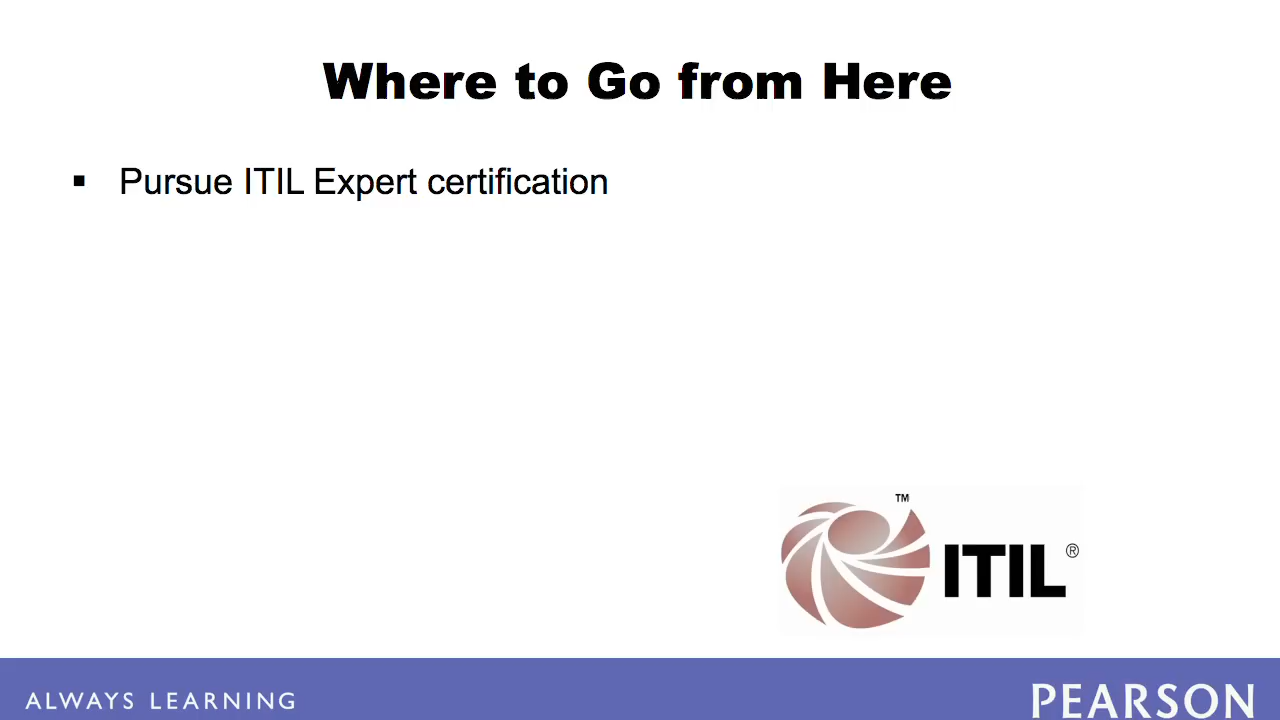 Where to Go from Here
▪ Pursue ITIL Expert certification
TM
ITIL®
ALWAYS LEARNING
PEARSON